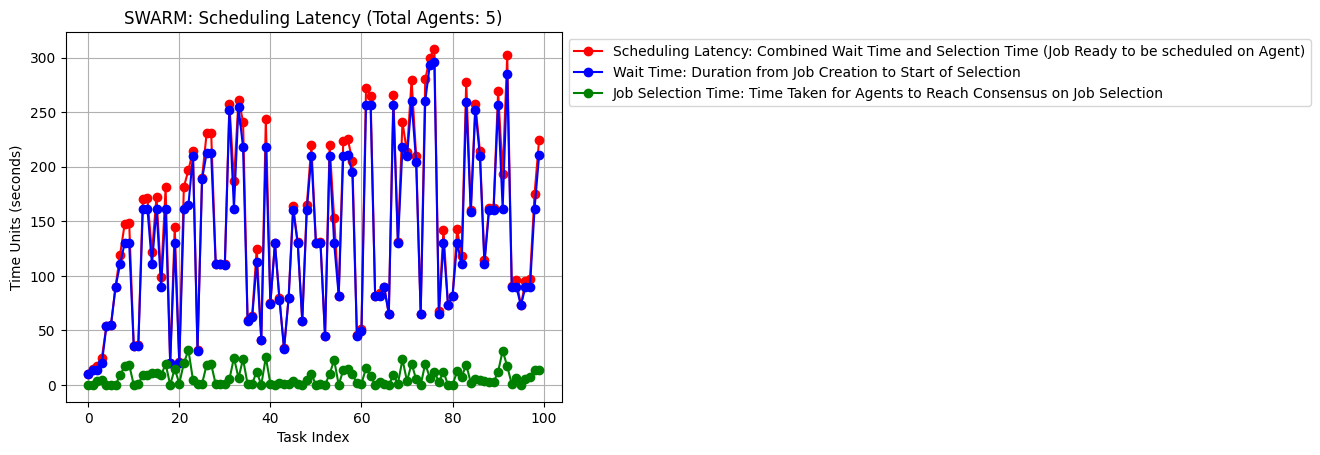 SWARM: Scheduling Latency (Total Agents: 5)
Scheduling Latency: Combined Wait Time and Selection Time (Job Ready to be scheduled on Agent)
Wait Time: Duration from Job Creation to Start of Selection
Job Selection Time: Time Taken for Agents to Reach Consensus on Job Selection
Time Units (seconds)
300
250
200
150
100
50
0
0 20 40 60 80 100
Task Index